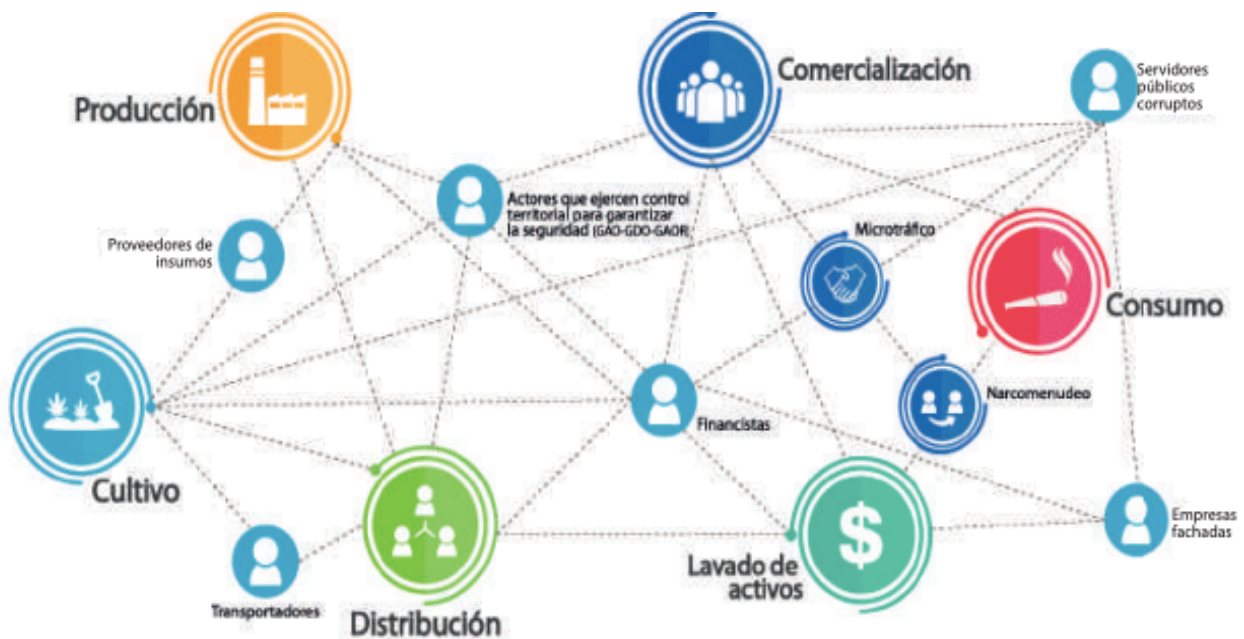 Producción
Comercialización
Servidores
públicos
corruptos
Actores que ejercen control
territorial para garantizar
la seguridad (GAO-GDO-GAOR)
Proveedores de
insumos
Microtráfico
Consumo
Narcomenudeo
Financistas
Cultivo
$
Empresas
fachadas
Lavado de
activos
Transportadores
Distribución